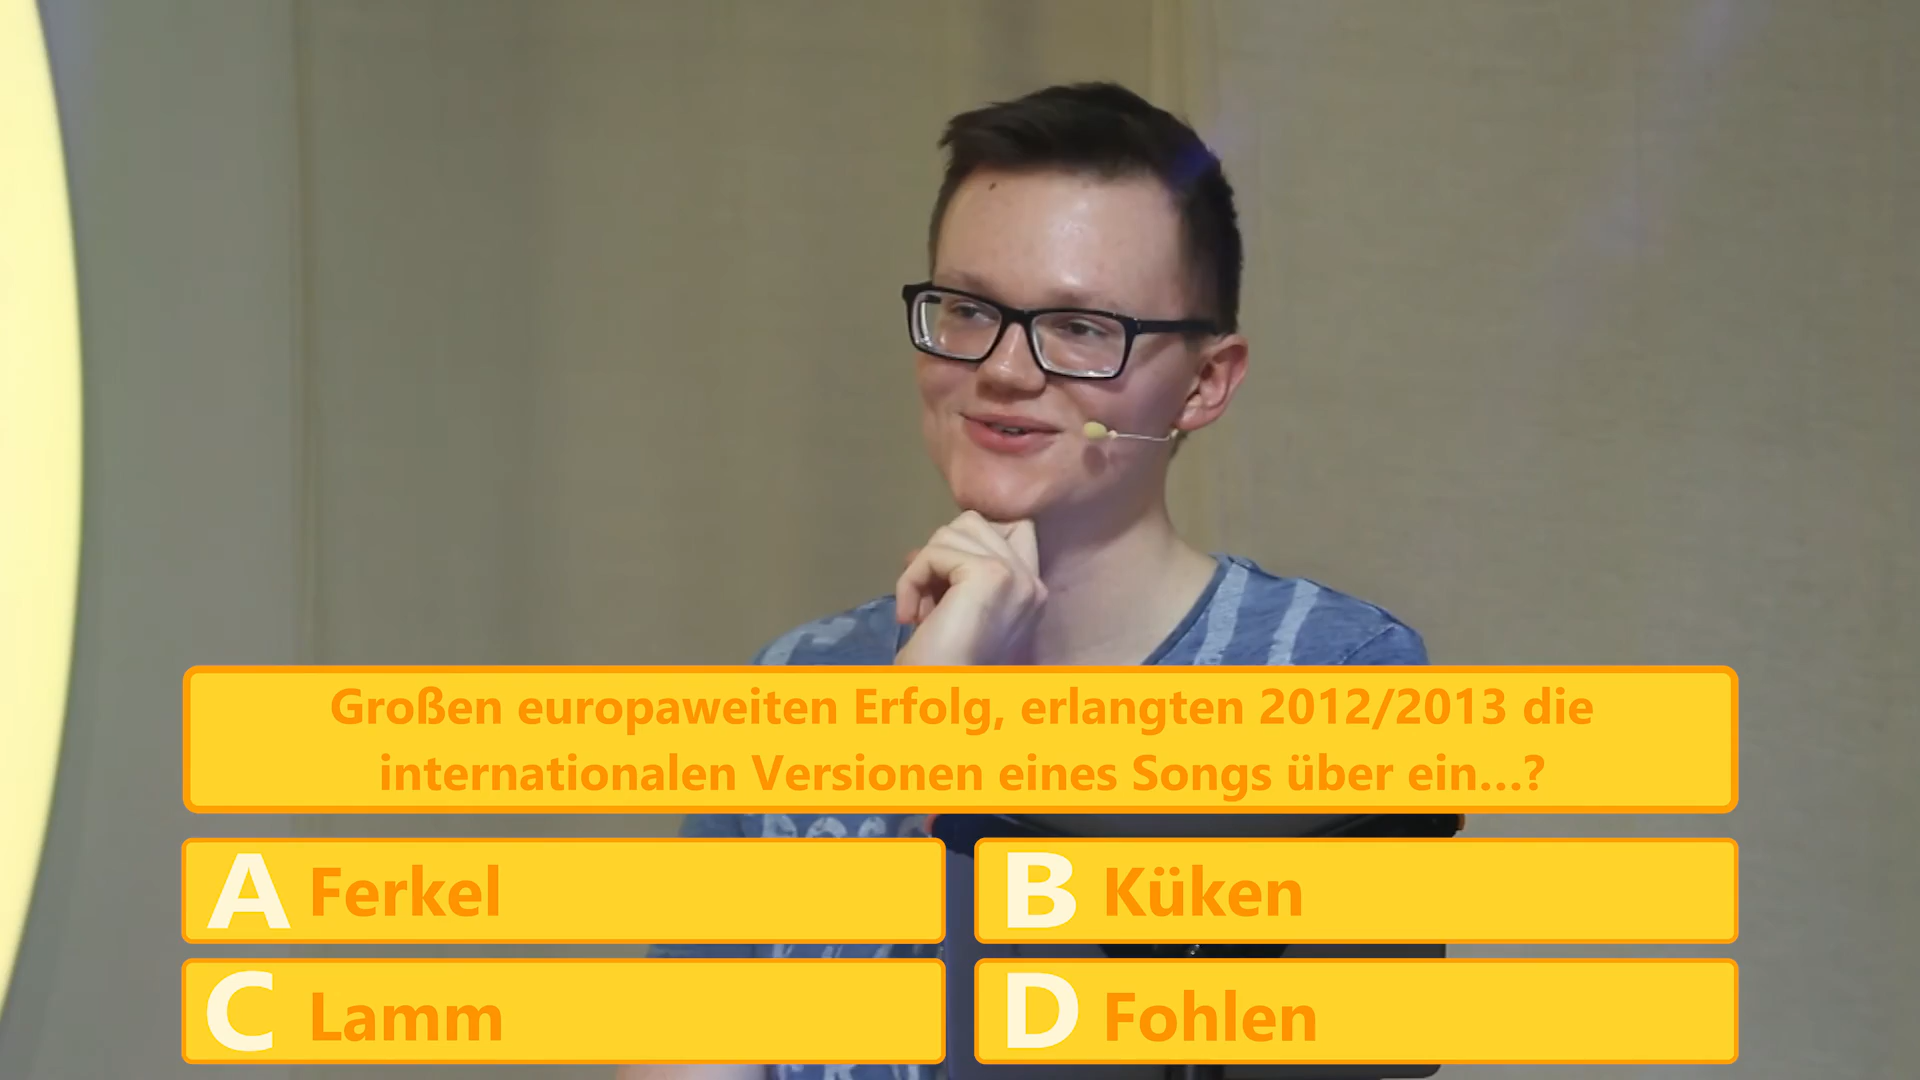 Großen europaweiten Erfolg, erlangten 2012/2013 die
internationalen Versionen eines Songs über ein...?
A Ferkel
B Küken
C Lamm
D Fohlen